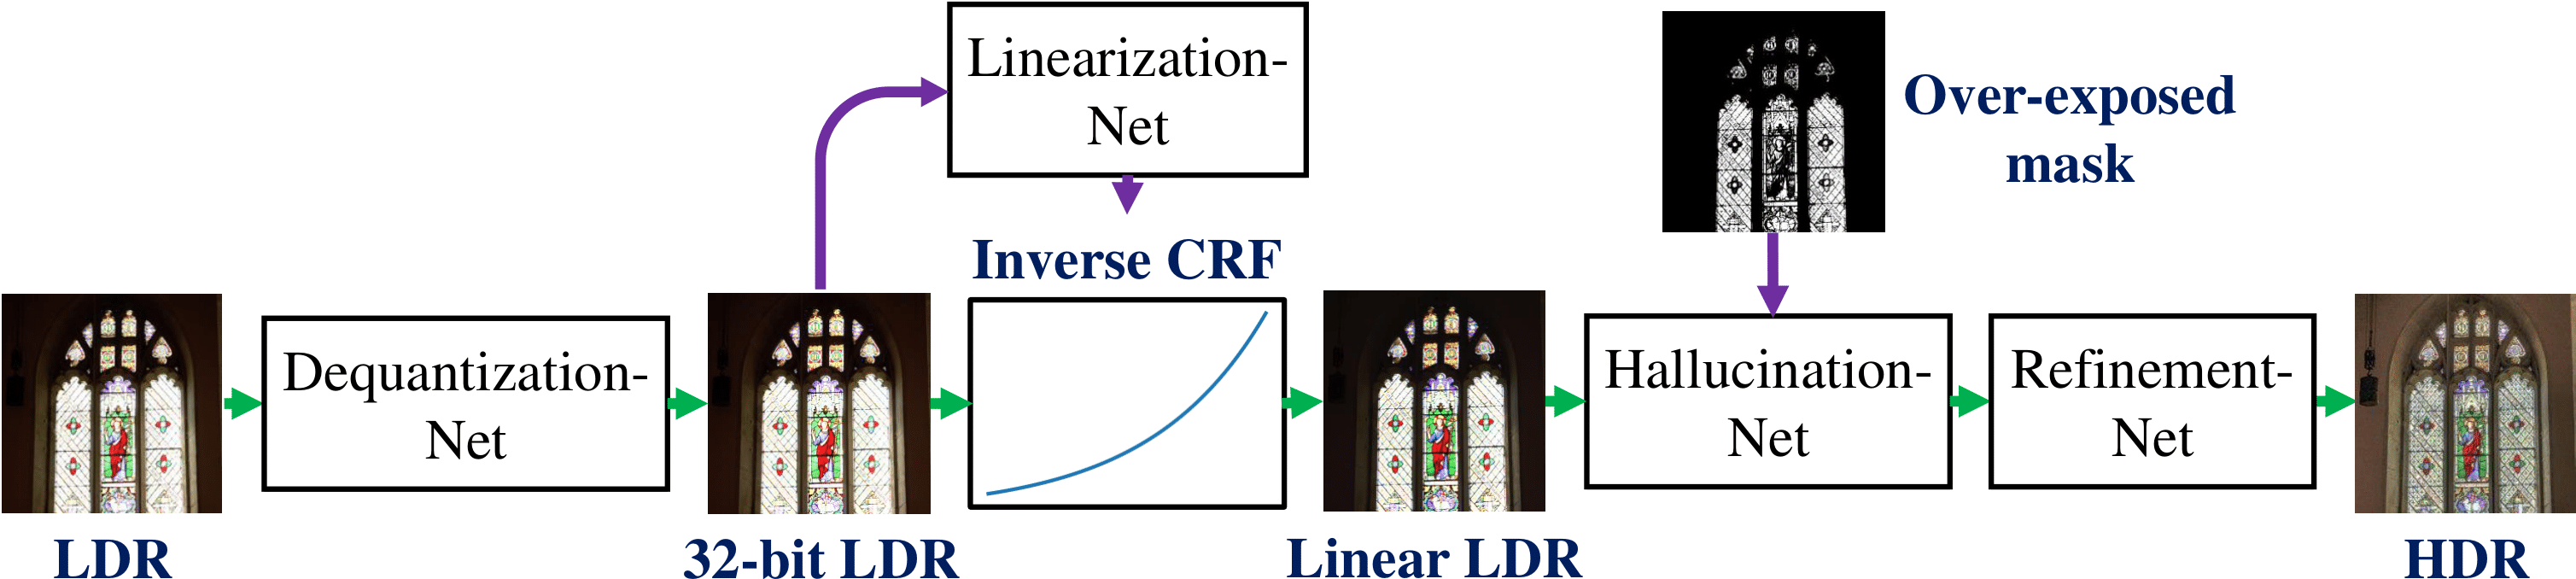 Linearization-
Net
Over-exposed
mask
Inverse CRF
Dequantization-
Net
Hallucination-
Net
Refinement-
Net
LDR
32-bit LDR
Linear LDR
HDR